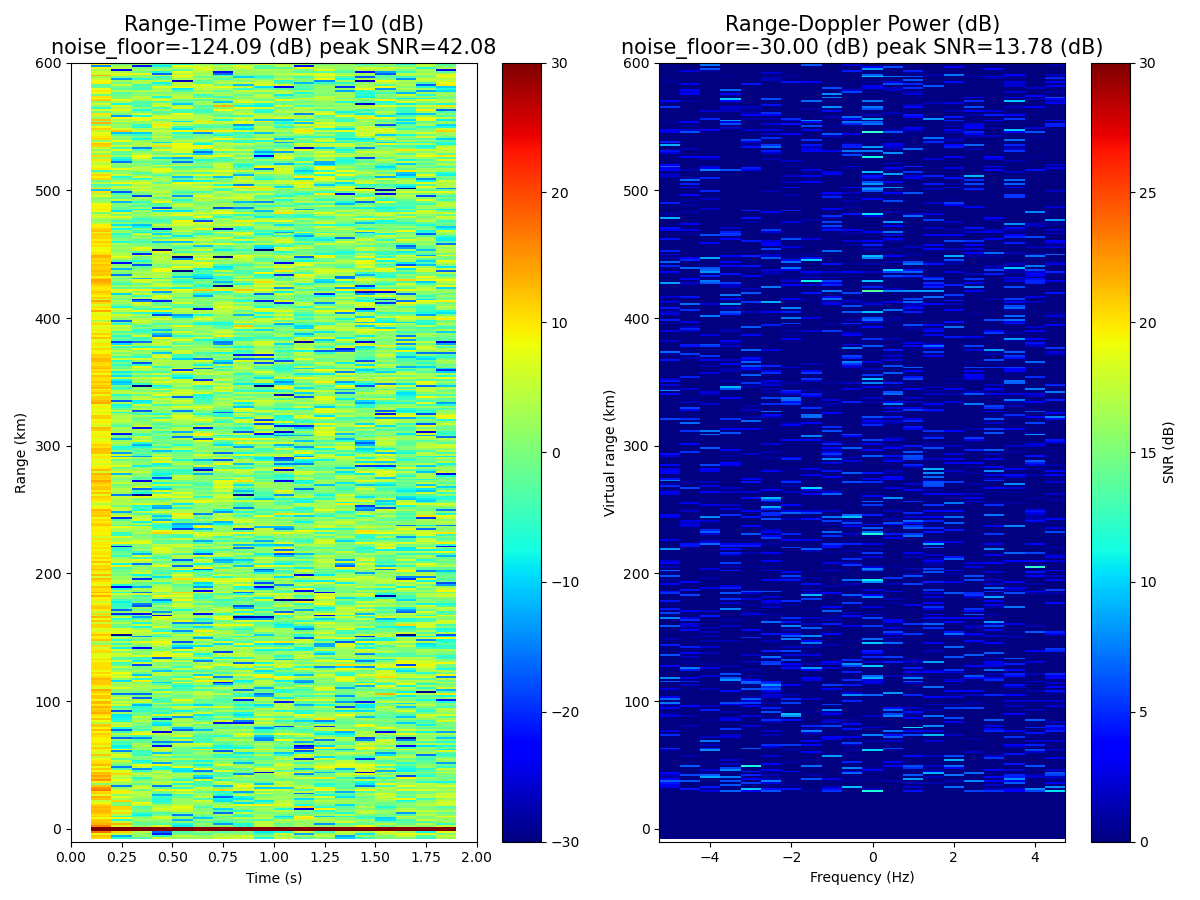 Range-Time Power f=10 (dB)
noise_floor=-124.09 (dB) peak SNR=42.08
600
500
400
300
200
100
0
Range (km)
0.00 0.25 0.50 0.75 1.00 1.25 1.50 1.75 2.00
Time (s)
30
20
10
0
−10
−20
−30
Range-Doppler Power (dB)
noise_floor=-30.00 (dB) peak SNR=13.78 (dB)
600
500
400
300
200
100
0
Virtual range (km)
−4 −2 0 2 4
Frequency (Hz)
30
25
20
15
10
5
0
SNR (dB)